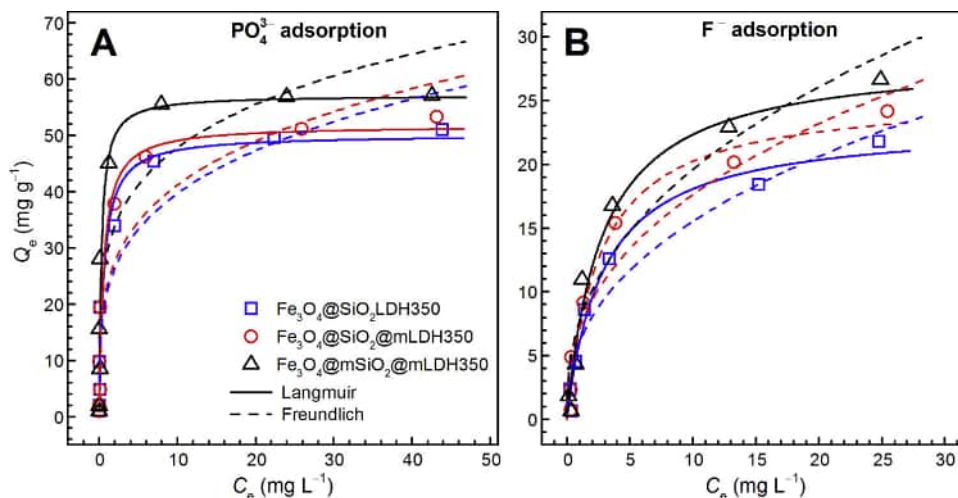 A
PO₄³⁻ adsorption
70
60
50
40
30
20
10
0
Qₑ (mg g⁻¹)
Fe₃O₄@SiO₂LDH350
Fe₃O₄@SiO₂@mLDH350
Fe₃O₄@mSiO₂@mLDH350
Langmuir
Freundlich
0 10 20 30 40 50
Cₑ (mg L⁻¹)
B
F⁻ adsorption
30
25
20
15
10
5
0
0 5 10 15 20 25 30
Cₑ (mg L⁻¹)